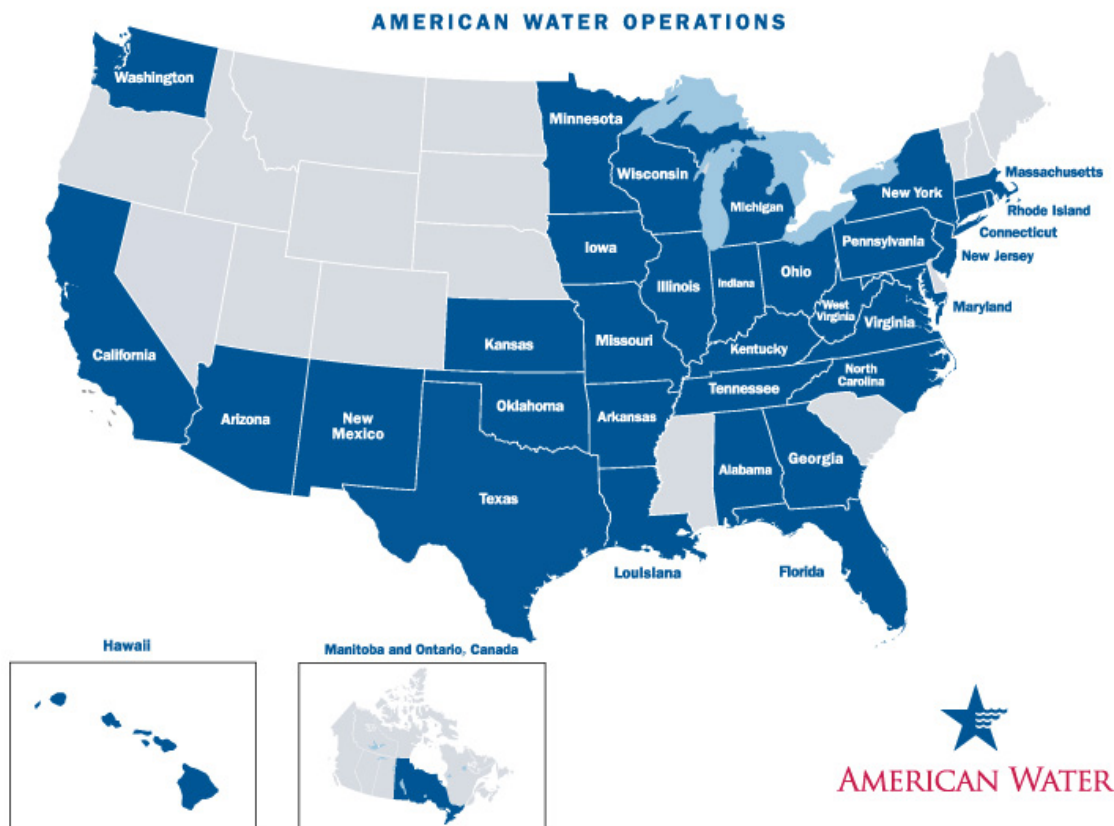 AMERICAN WATER OPERATIONS
Washington
Minnesota
Wisconsin
Michigan
New York
Massachusetts
Rhode Island
Connecticut
New Jersey
Pennsylvania
Iowa
Illinois
Indiana
Ohio
West
Virginia
Virginia
Maryland
California
Kansas
Missouri
Kentucky
North
Carolina
Tennessee
Arizona
New
Mexico
Oklahoma
Arkansas
Alabama
Georgia
Texas
Louisiana
Florida
Hawaii
Manitoba and Ontario, Canada
AMERICAN WATER